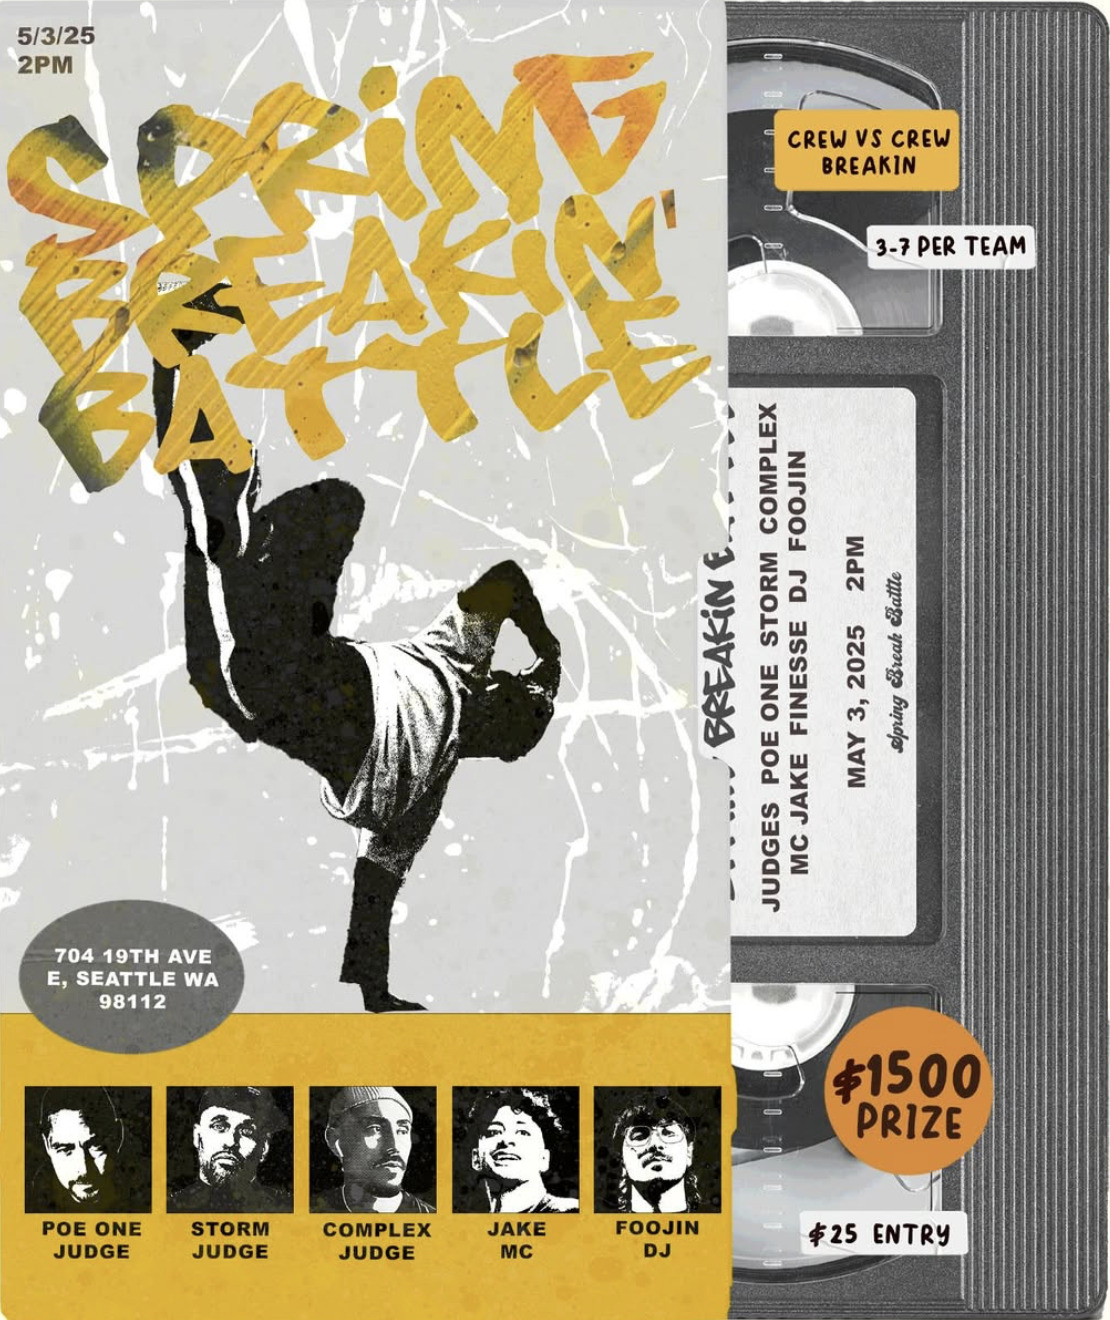 5/3/25
2PM
SPRING
BREAKIN'
BATTLE
CREW VS CREW
BREAKIN
3-7 PER TEAM
BREAKIN
JUDGES POE ONE STORM COMPLEX
MC JAKE FINESSE DJ FOOJIN
MAY 3, 2025 2PM
Spring Break Battle
704 19TH AVE
E, SEATTLE WA
98112
$1500
PRIZE
$25 ENTRY
POE ONE
JUDGE
STORM
JUDGE
COMPLEX
JUDGE
JAKE
MC
FOOJIN
DJ